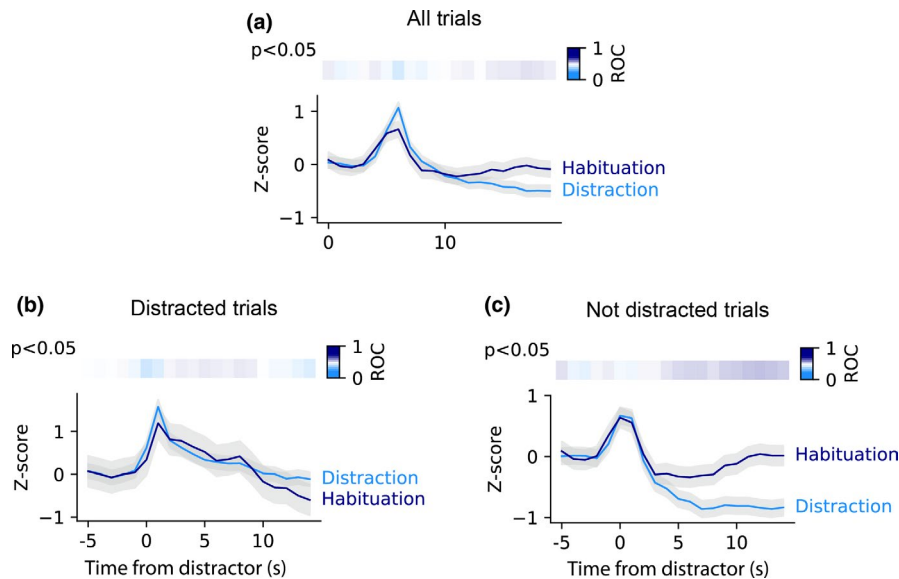 (a)
All trials
p<0.05
1
0
ROC
1
0
−1
Z-score
Habituation
Distraction
0
10
(b)
Distracted trials
p<0.05
1
0
ROC
1
0
−1
Z-score
Distraction
Habituation
-5
0
5
10
Time from distractor (s)
(c)
Not distracted trials
p<0.05
1
0
ROC
1
0
−1
Z-score
Habituation
Distraction
-5
0
5
10
Time from distractor (s)